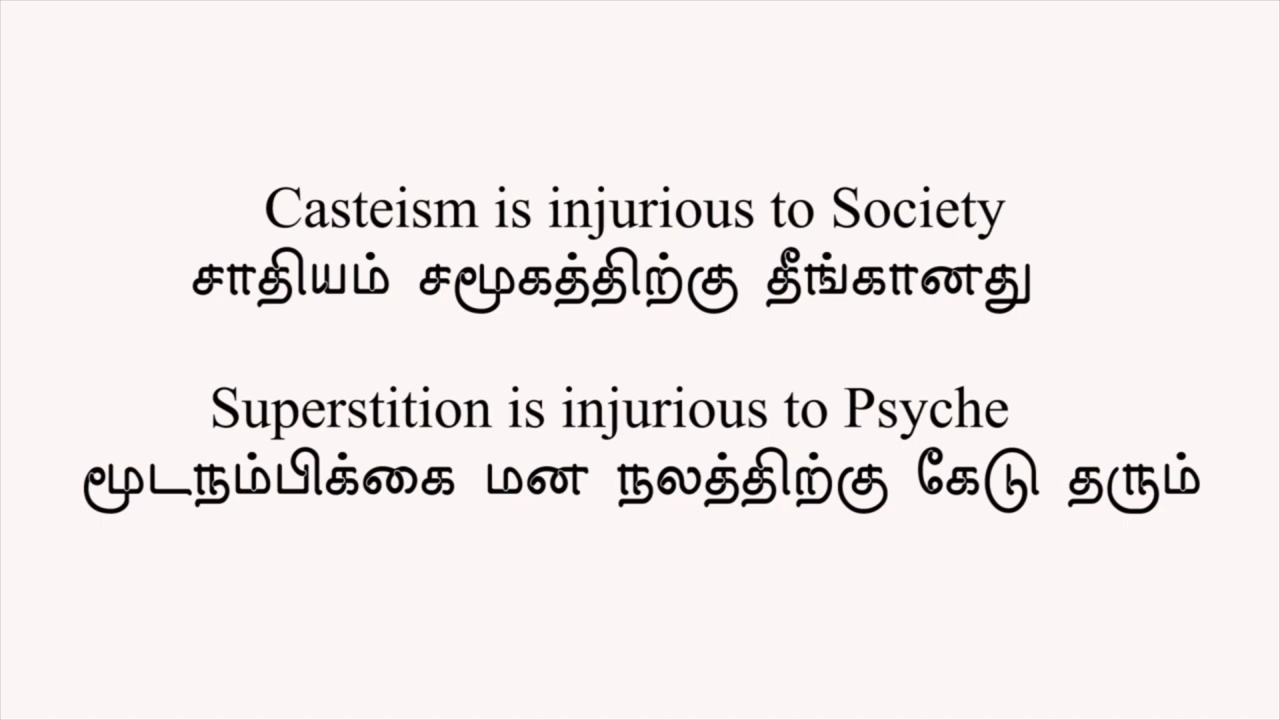 Casteism is injurious to Society
சாதியம் சமூகத்திற்கு தீங்கானது
Superstition is injurious to Psyche
மூடநம்பிக்கை மன நலத்திற்கு கேடு தரும்